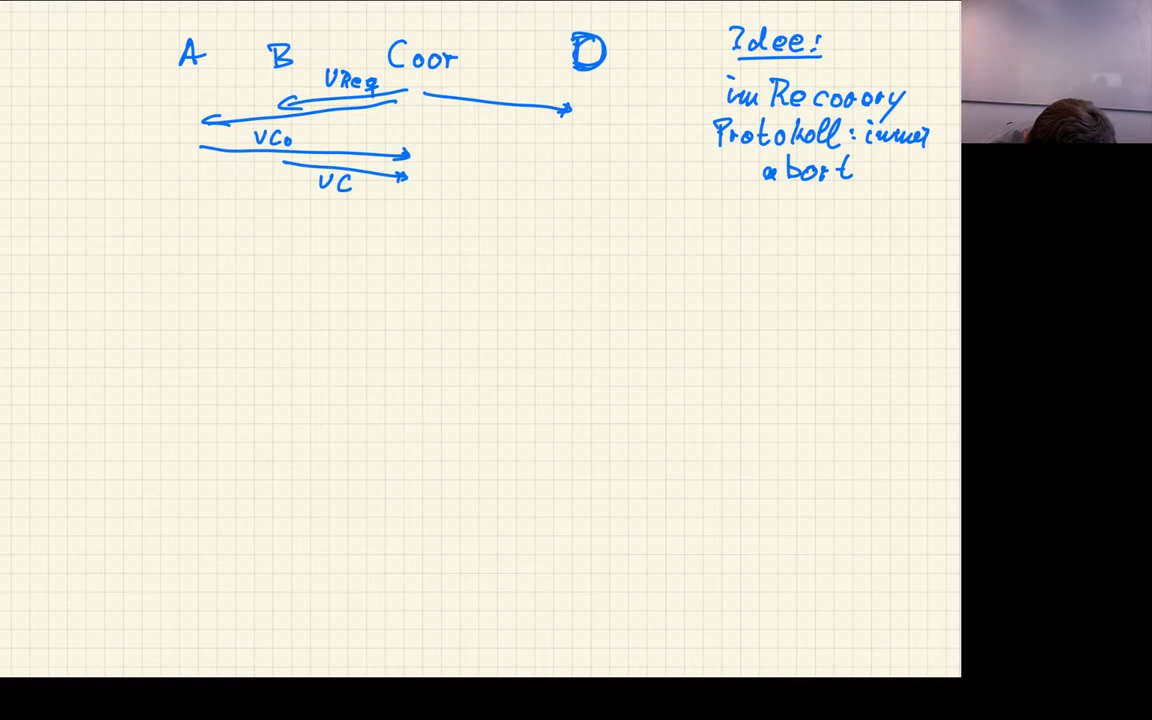 A B Coor D
VReq
VCo
VC
Idee:
im Recovery
Protokoll: immer
abort